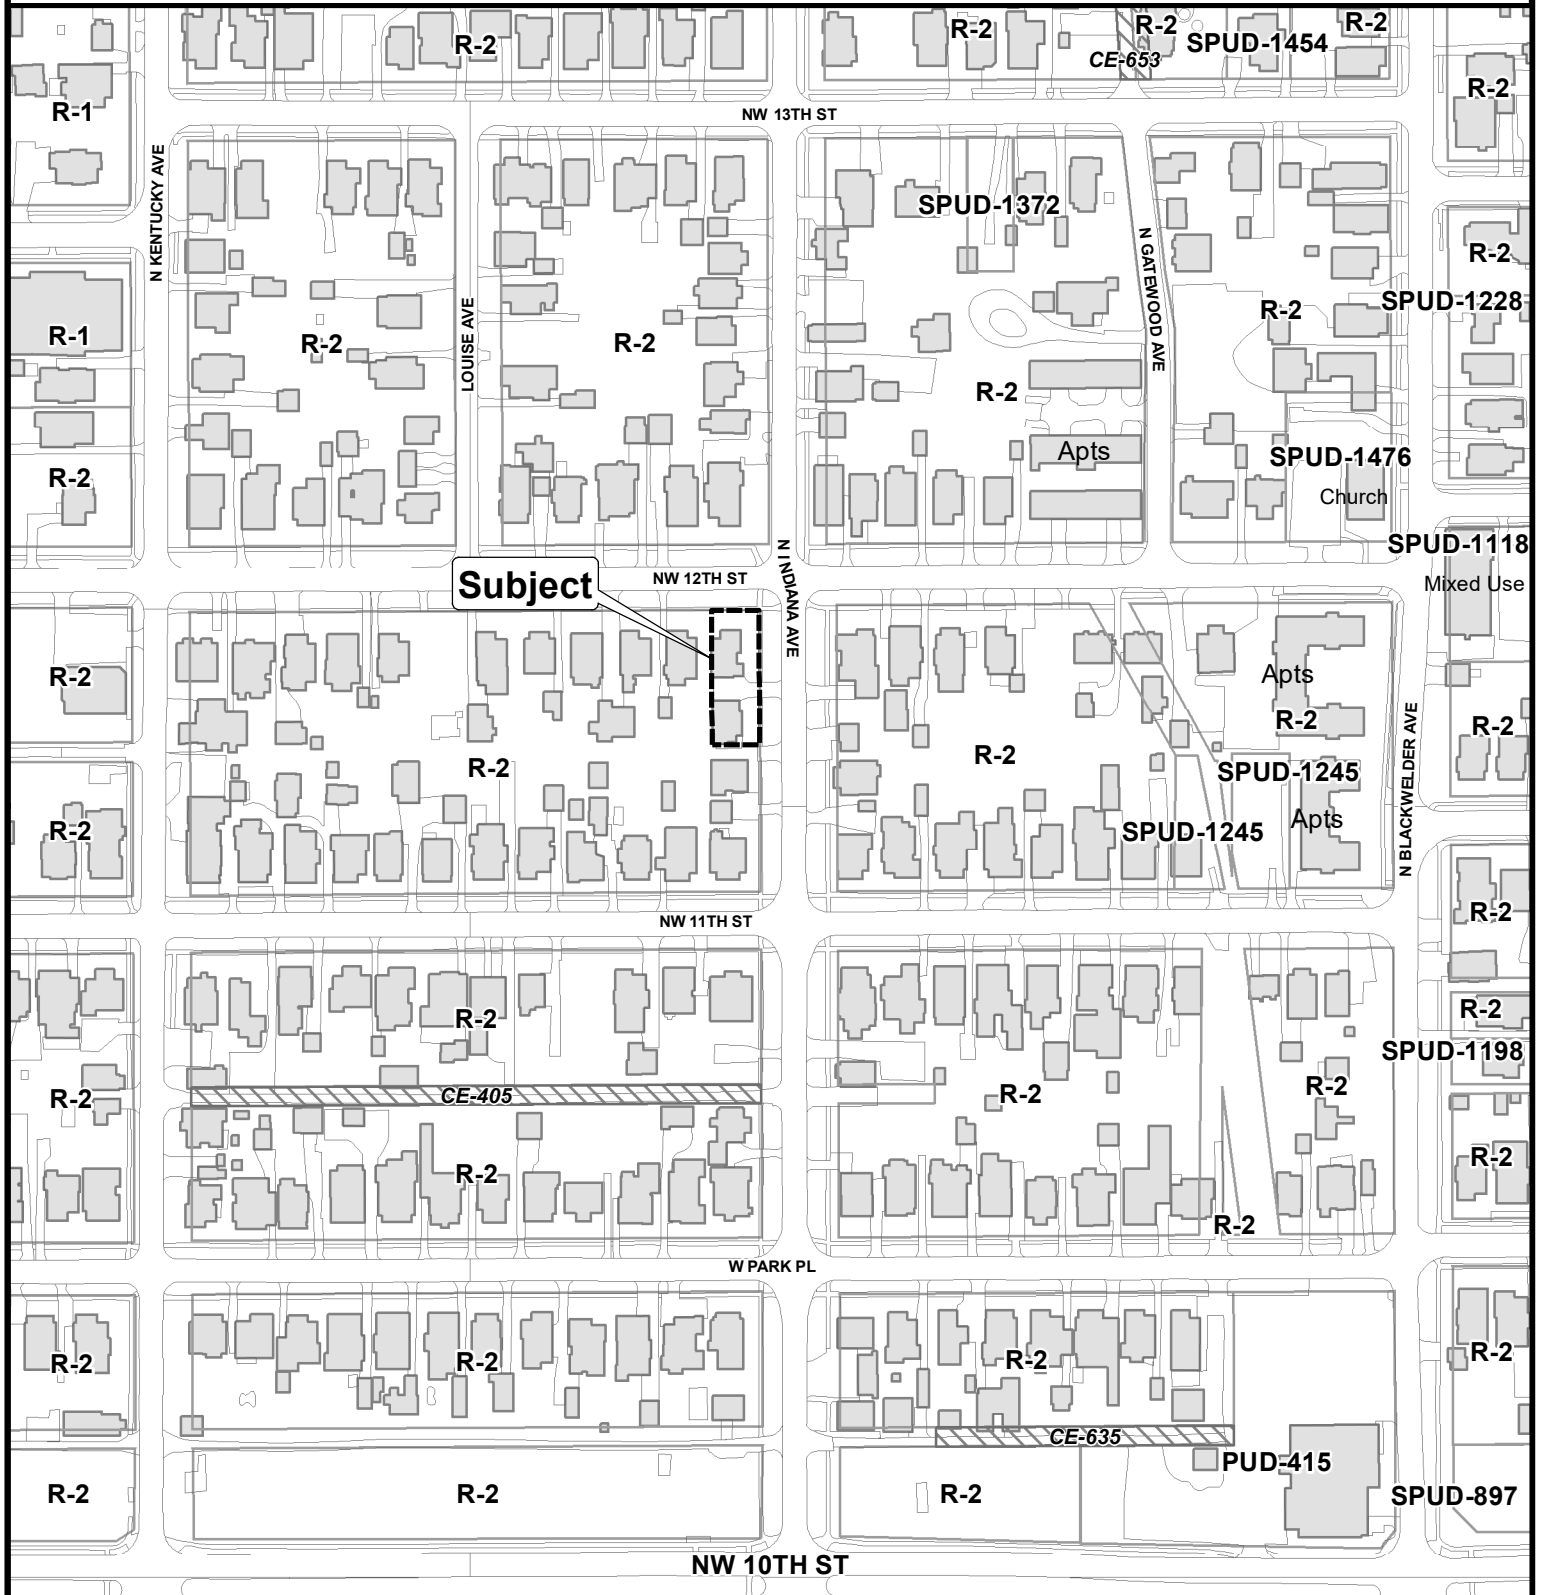 R-2
R-2
R-2
R-2
SPUD-1454
CE-653
R-1
R-2
NW 13TH ST
N KENTUCKY AVE
SPUD-1372
N GATEWOOD AVE
R-2
R-1
R-2
LOUISE AVE
R-2
R-2
SPUD-1228
R-2
Apts
SPUD-1476
Church
R-2
SPUD-1118
Mixed Use
N INDIANA AVE
NW 12TH ST
Subject
R-2
Apts
R-2
R-2
R-2
R-2
SPUD-1245
N BLACKWELDER AVE
R-2
SPUD-1245
Apts
R-2
NW 11TH ST
R-2
R-2
SPUD-1198
R-2
CE-405
R-2
R-2
R-2
R-2
R-2
W PARK PL
R-2
R-2
R-2
R-2
R-2
CE-635
PUD-415
R-2
R-2
R-2
SPUD-897
NW 10TH ST